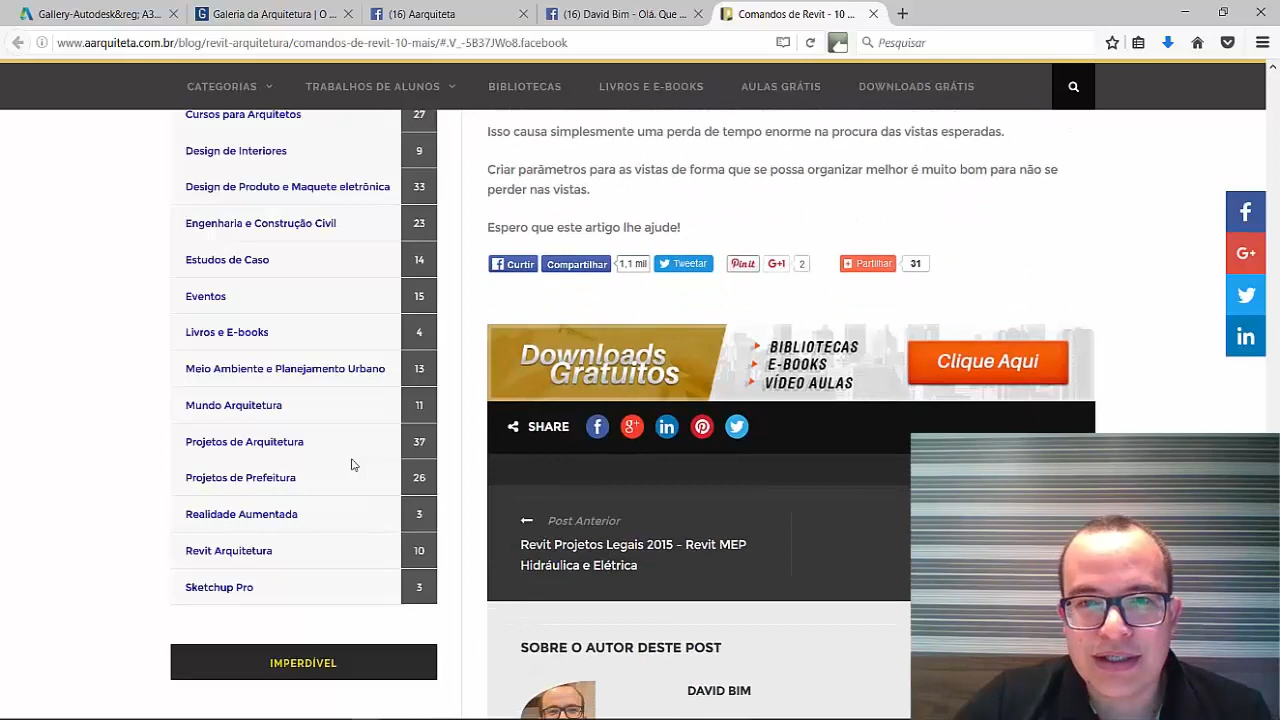 Gallery-Autodesk&reg; A3...
Galeria da Arquitetura | O ...
(16) Aarquiteta
(16) David Bim - Olá. Que ...
Comandos de Revit - 10 ...
www.aarquiteta.com.br/blog/revit-arquitetura/comandos-de-revit-10-mais/#.V_-5B37JWo8.facebook
Pesquisar
CATEGORIAS
TRABALHOS DE ALUNOS
BIBLIOTECAS
LIVROS E E-BOOKS
AULAS GRÁTIS
DOWNLOADS GRÁTIS
Cursos para Arquitetos 27
Design de Interiores 9
Design de Produto e Maquete eletrônica 33
Engenharia e Construção Civil 23
Estudos de Caso 14
Eventos 15
Livros e E-books 4
Meio Ambiente e Planejamento Urbano 13
Mundo Arquitetura 11
Projetos de Arquitetura 37
Projetos de Prefeitura 26
Realidade Aumentada 3
Revit Arquitetura 10
Sketchup Pro 3
IMPERDÍVEL
Isso causa simplesmente uma perda de tempo enorme na procura das vistas esperadas.
Criar parâmetros para as vistas de forma que se possa organizar melhor é muito bom para não se
perder nas vistas.
Espero que este artigo lhe ajude!
Curtir Compartilhar 1,1 mil Tweetar Pinit G+1 2 Partilhar 31
Downloads
Gratuitos
BIBLIOTECAS
E-BOOKS
VÍDEO AULAS
Clique Aqui
SHARE
Post Anterior
Revit Projetos Legais 2015 – Revit MEP
Hidráulica e Elétrica
SOBRE O AUTOR DESTE POST
DAVID BIM